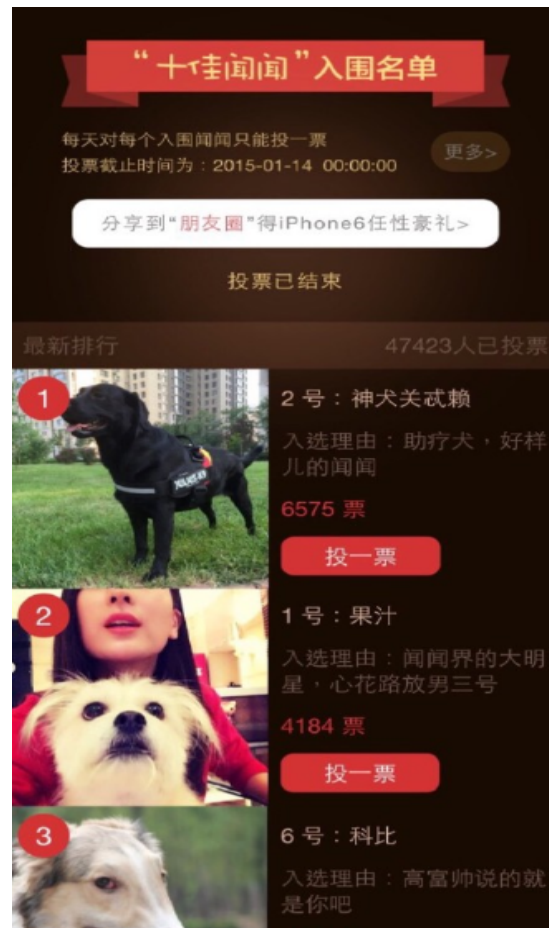 “十佳闻闻”入围名单
每天对每个入围闻闻只能投一票
投票截止时间为：2015-01-14 00:00:00
更多>
分享到“朋友圈”得iPhone6任性豪礼>
投票已结束
最新排行
47423人已投票
1
2 号：神犬关忒赖
入选理由：助疗犬，好样
儿的闻闻
6575 票
投一票
2
1 号：果汁
入选理由：闻闻界的大明
星，心花路放男三号
4184 票
投一票
3
6 号：科比
入选理由：高富帅说的就
是你吧